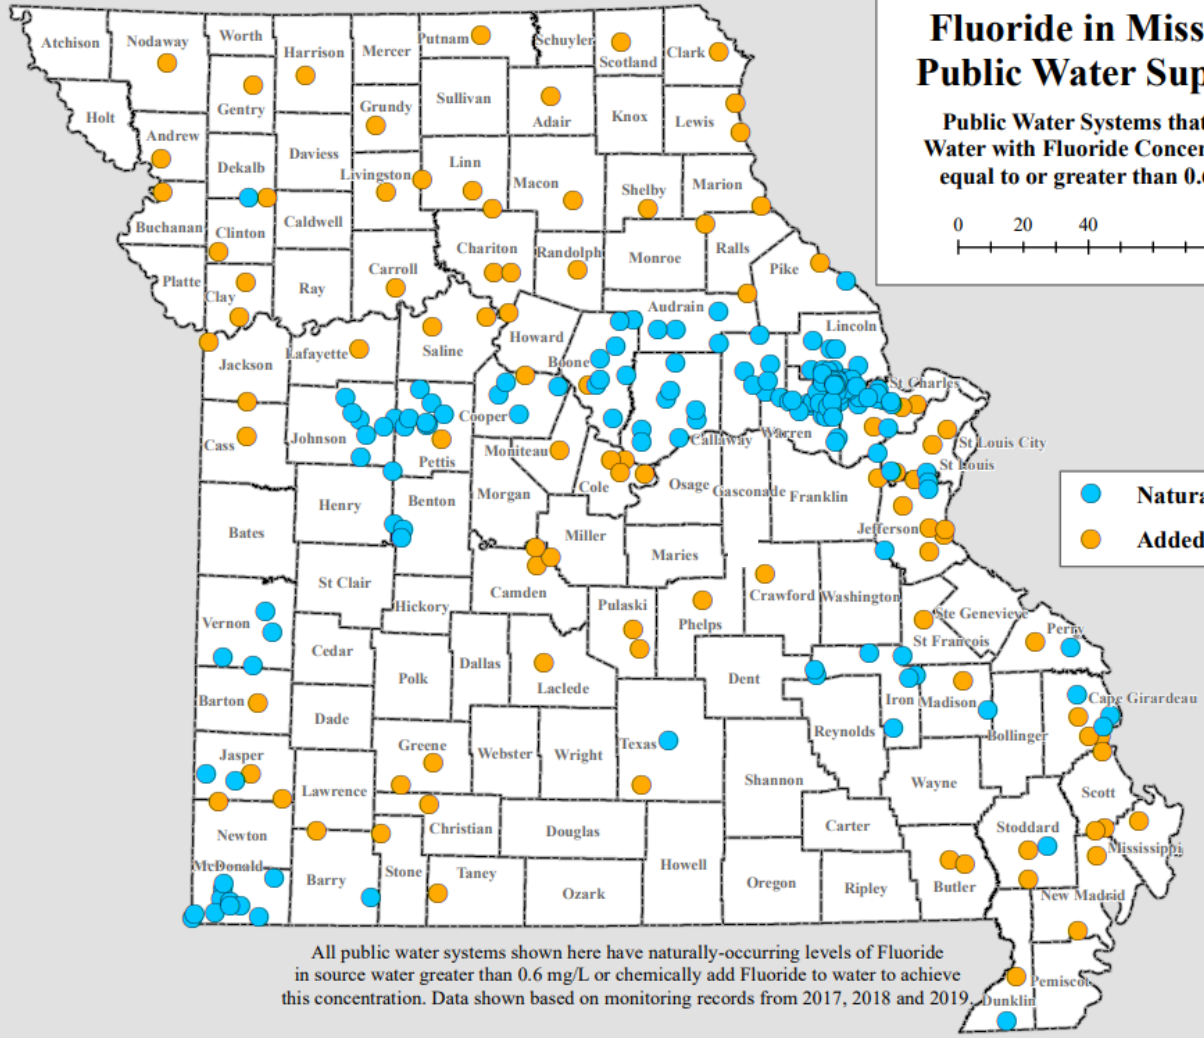 Fluoride in Miss
Public Water Sup
Public Water Systems that
Water with Fluoride Concer
equal to or greater than 0.6
0 20 40
Natura
Added
Atchison
Nodaway
Worth
Harrison
Mercer
Putnam
Schuyler
Scotland
Clark
Holt
Gentry
Grundy
Sullivan
Adair
Knox
Lewis
Andrew
Dekalb
Daviess
Livingston
Linn
Macon
Shelby
Marion
Buchanan
Clinton
Caldwell
Chariton
Randolph
Monroe
Ralls
Pike
Platte
Clay
Ray
Carroll
Audrain
Lincoln
Jackson
Lafayette
Saline
Howard
Boone
St Charles
Cass
Johnson
Pettis
Cooper
Moniteau
Callaway
Warren
St Louis City
St Louis
Cole
Osage
Gasconade
Franklin
Bates
Henry
Benton
Morgan
Miller
Maries
Jefferson
St Clair
Hickory
Camden
Pulaski
Phelps
Crawford
Washington
Ste Genevieve
St Francois
Perry
Vernon
Cedar
Polk
Dallas
Laclede
Dent
Iron
Madison
Cape Girardeau
Barton
Dade
Greene
Webster
Wright
Texas
Reynolds
Bollinger
Jasper
Lawrence
Shannon
Wayne
Scott
Newton
Christian
Douglas
Carter
Stoddard
Mississippi
McDonald
Barry
Stone
Taney
Ozark
Howell
Oregon
Ripley
Butler
New Madrid
Pemiscot
Dunklin
All public water systems shown here have naturally-occurring levels of Fluoride
in source water greater than 0.6 mg/L or chemically add Fluoride to water to achieve
this concentration. Data shown based on monitoring records from 2017, 2018 and 2019.